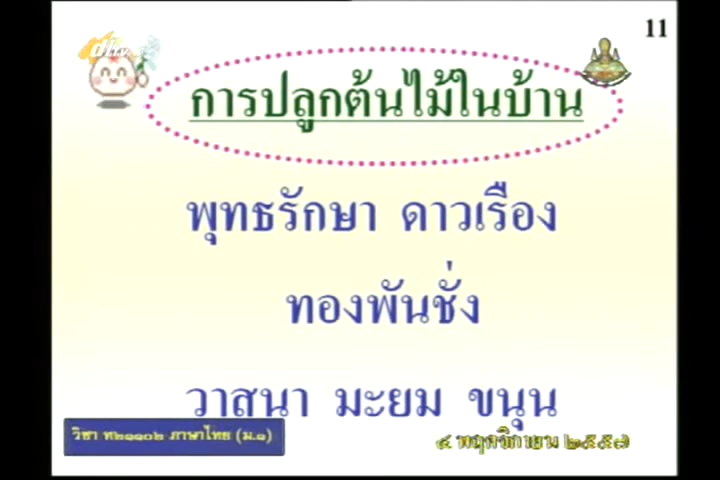 11
dltv
การปลูกต้นไม้ในบ้าน
พุทธรักษา ดาวเรือง
ทองพันชั่ง
วาสนา มะยม ขนุน
วิชา ท๒๑๑๐๒ ภาษาไทย (ม.๑)
๔ พฤศจิกายน ๒๕๕๗